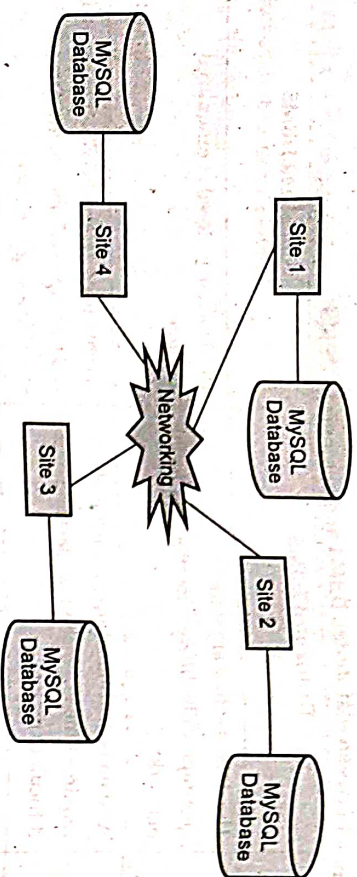 Site 1
MySQL
Database
Site 2
MySQL
Database
Networking
MySQL
Database
Site 4
Site 3
MySQL
Database